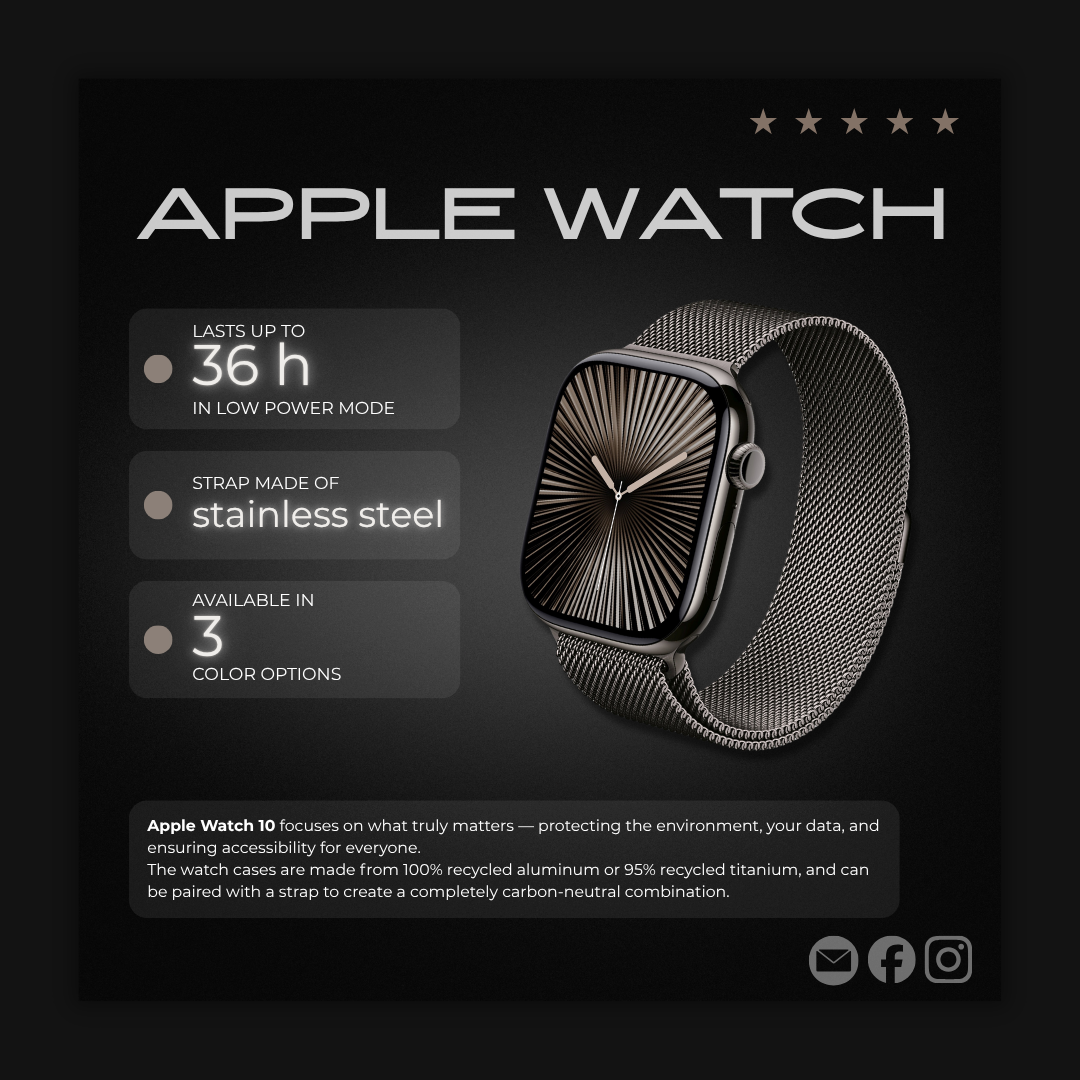 APPLE WATCH
LASTS UP TO
36 h
IN LOW POWER MODE
STRAP MADE OF
stainless steel
AVAILABLE IN
3
COLOR OPTIONS
Apple Watch 10 focuses on what truly matters — protecting the environment, your data, and
ensuring accessibility for everyone.
The watch cases are made from 100% recycled aluminum or 95% recycled titanium, and can
be paired with a strap to create a completely carbon-neutral combination.